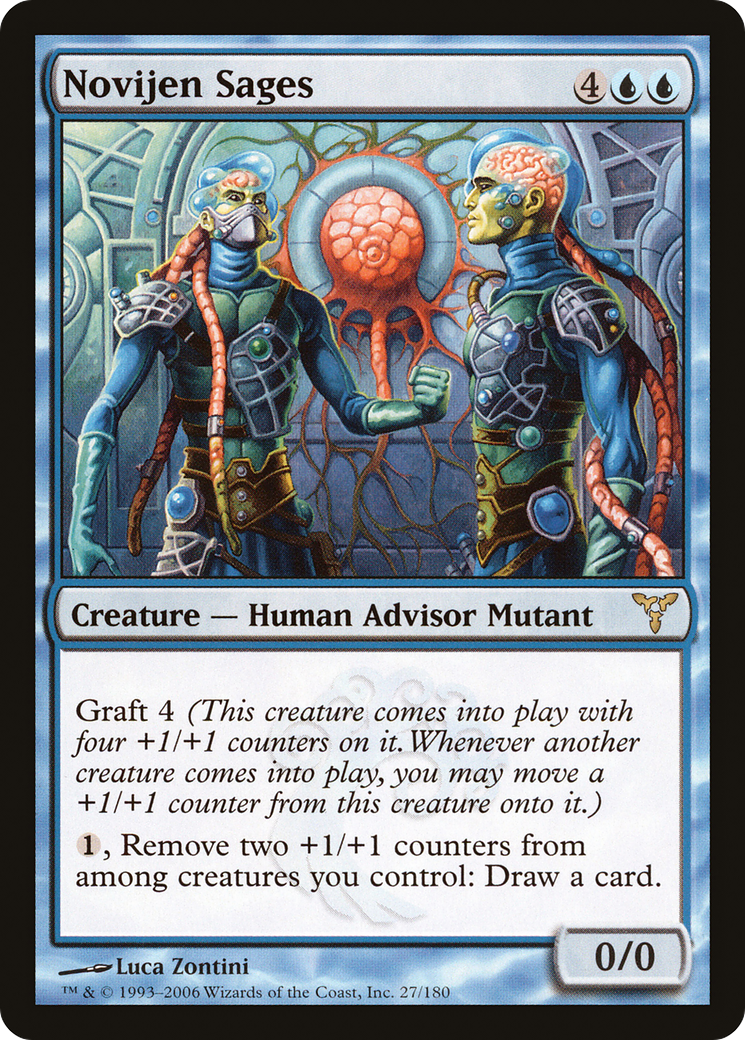 Novijen Sages 4
Creature — Human Advisor Mutant
Graft 4 (This creature comes into play with
four +1/+1 counters on it. Whenever another
creature comes into play, you may move a
+1/+1 counter from this creature onto it.)
1, Remove two +1/+1 counters from
among creatures you control: Draw a card.
0/0
Luca Zontini
™ & © 1993–2006 Wizards of the Coast, Inc. 27/180